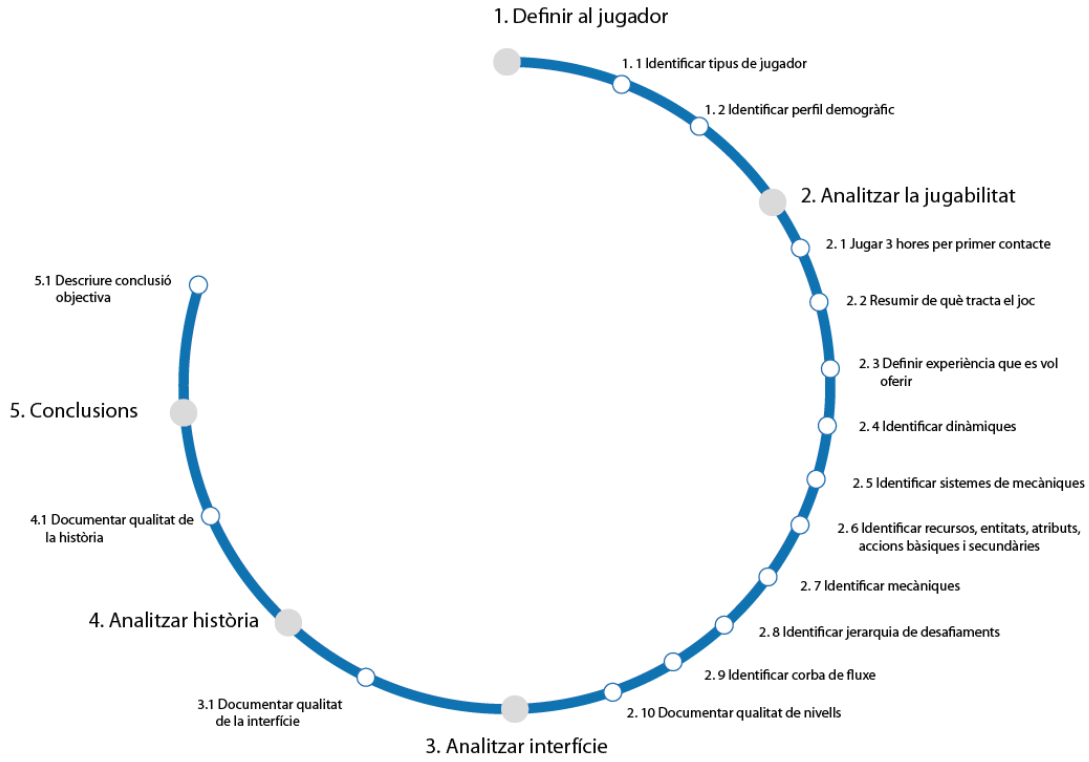 1. Definir al jugador
1. 1 Identificar tipus de jugador
1. 2 Identificar perfil demogràfic
2. Analitzar la jugabilitat
2. 1 Jugar 3 hores per primer contacte
2. 2 Resumir de què tracta el joc
2. 3 Definir experiència que es vol
oferir
2. 4 Identificar dinàmiques
2. 5 Identificar sistemes de mecàniques
2. 6 Identificar recursos, entitats, atributs,
accions bàsiques i secundàries
2. 7 Identificar mecàniques
2. 8 Identificar jerarquia de desafiaments
2. 9 Identificar corba de fluxe
2. 10 Documentar qualitat de nivells
3. Analitzar interfície
3.1 Documentar qualitat
de la interfície
4. Analitzar història
4.1 Documentar qualitat de
la història
5. Conclusions
5.1 Descriure conclusió
objectiva